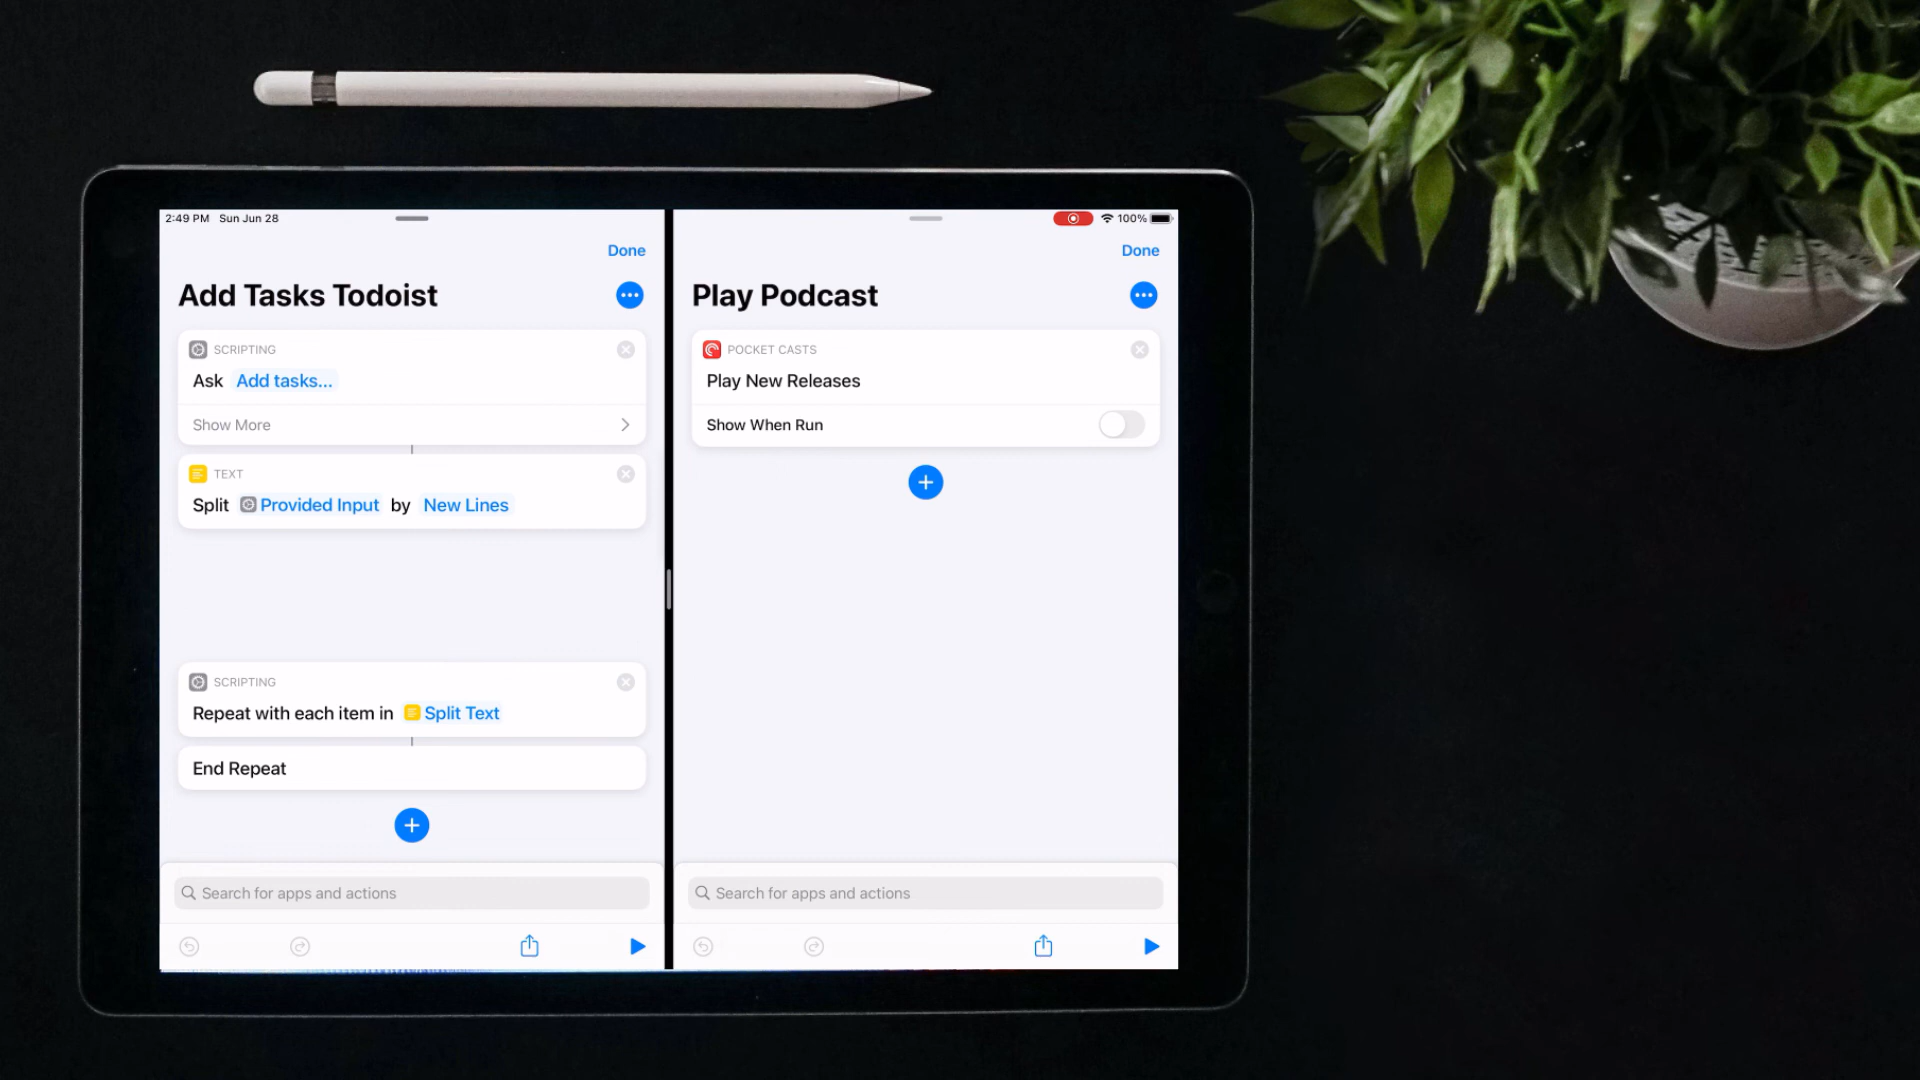 2:49 PM Sun Jun 28
Done
Add Tasks Todoist
SCRIPTING
Ask Add tasks...
Show More
TEXT
Split Provided Input by New Lines
SCRIPTING
Repeat with each item in Split Text
End Repeat
Search for apps and actions
100%
Done
Play Podcast
POCKET CASTS
Play New Releases
Show When Run
Search for apps and actions